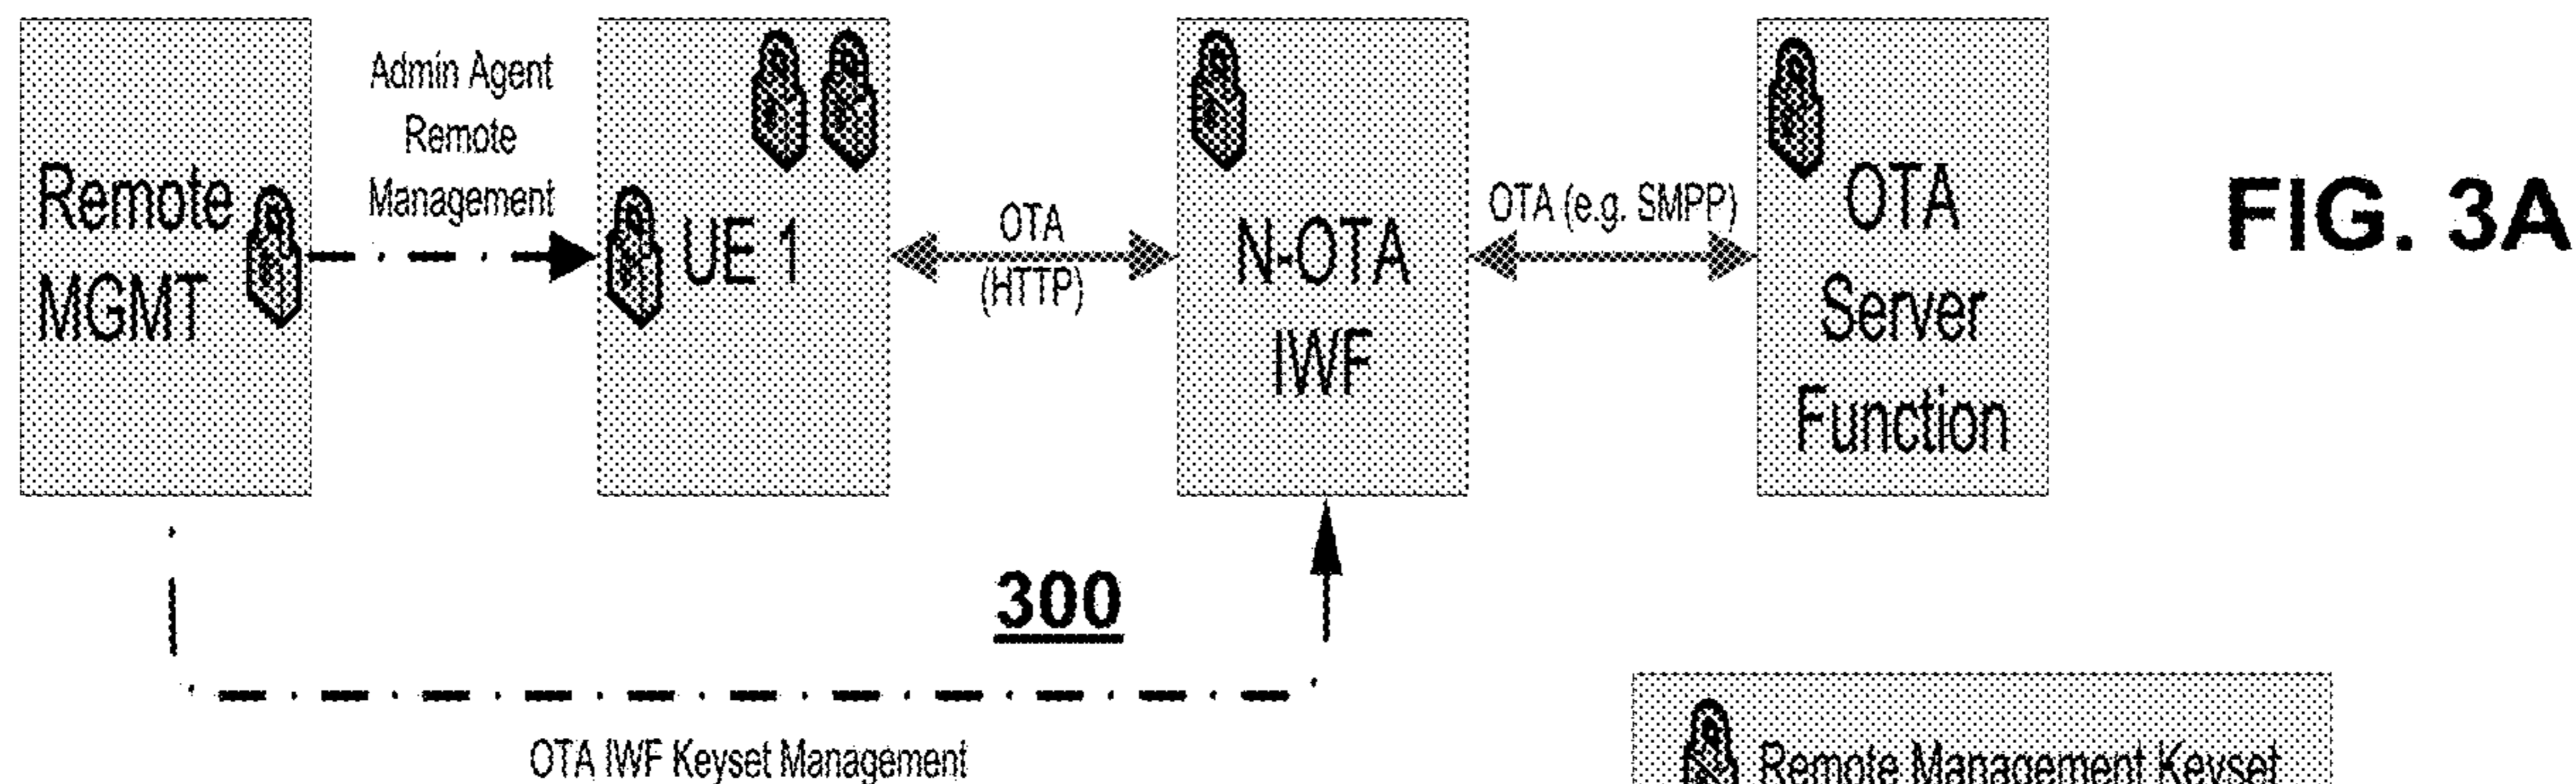 Remote
MGMT
Admin Agent
Remote
Management
UE 1
OTA
(HTTP)
N-OTA
IWF
OTA (e.g. SMPP)
OTA
Server
Function
FIG. 3A
300
OTA IWF Keyset Management
Remote Management Keyset